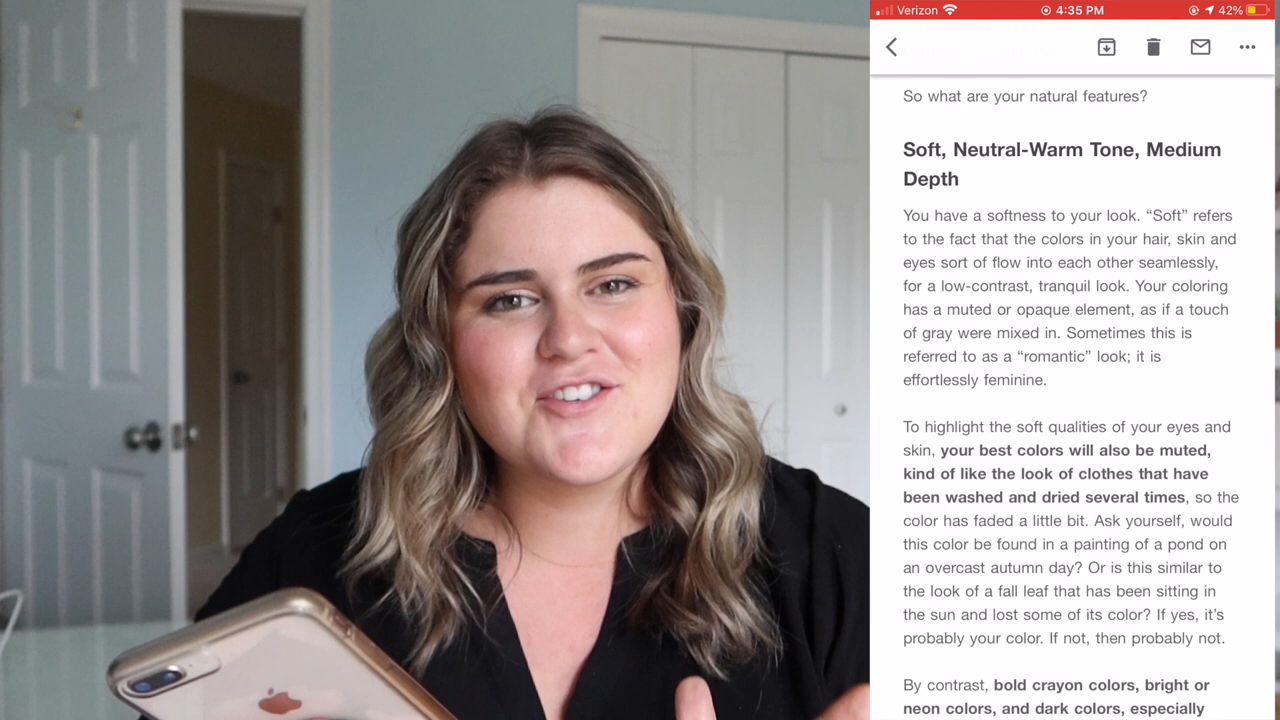 Verizon 4:35 PM 42%
So what are your natural features?
Soft, Neutral-Warm Tone, Medium
Depth
You have a softness to your look. “Soft” refers
to the fact that the colors in your hair, skin and
eyes sort of flow into each other seamlessly,
for a low-contrast, tranquil look. Your coloring
has a muted or opaque element, as if a touch
of gray were mixed in. Sometimes this is
referred to as a “romantic” look; it is
effortlessly feminine.
To highlight the soft qualities of your eyes and
skin, your best colors will also be muted,
kind of like the look of clothes that have
been washed and dried several times, so the
color has faded a little bit. Ask yourself, would
this color be found in a painting of a pond on
an overcast autumn day? Or is this similar to
the look of a fall leaf that has been sitting in
the sun and lost some of its color? If yes, it’s
probably your color. If not, then probably not.
By contrast, bold crayon colors, bright or
neon colors, and dark colors, especially